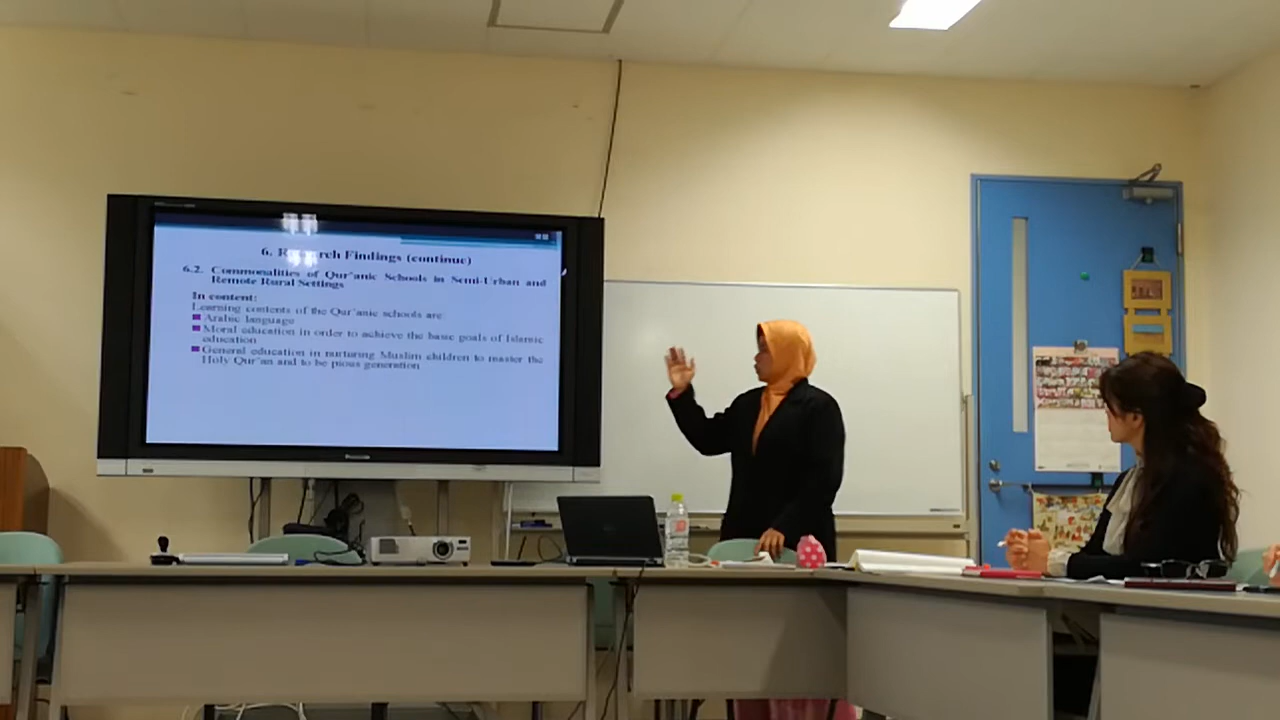 6. Research Findings (continue)
6.2. Commonalities of Qur'anic Schools in Semi-Urban and
Remote Rural Settings
In content:
Learning contents of the Qur'anic schools are:
Arabic language
Moral education in order to achieve the basic goals of Islamic
education
General education in nurturing Muslim children to master the
Holy Qur'an and to be pious generation